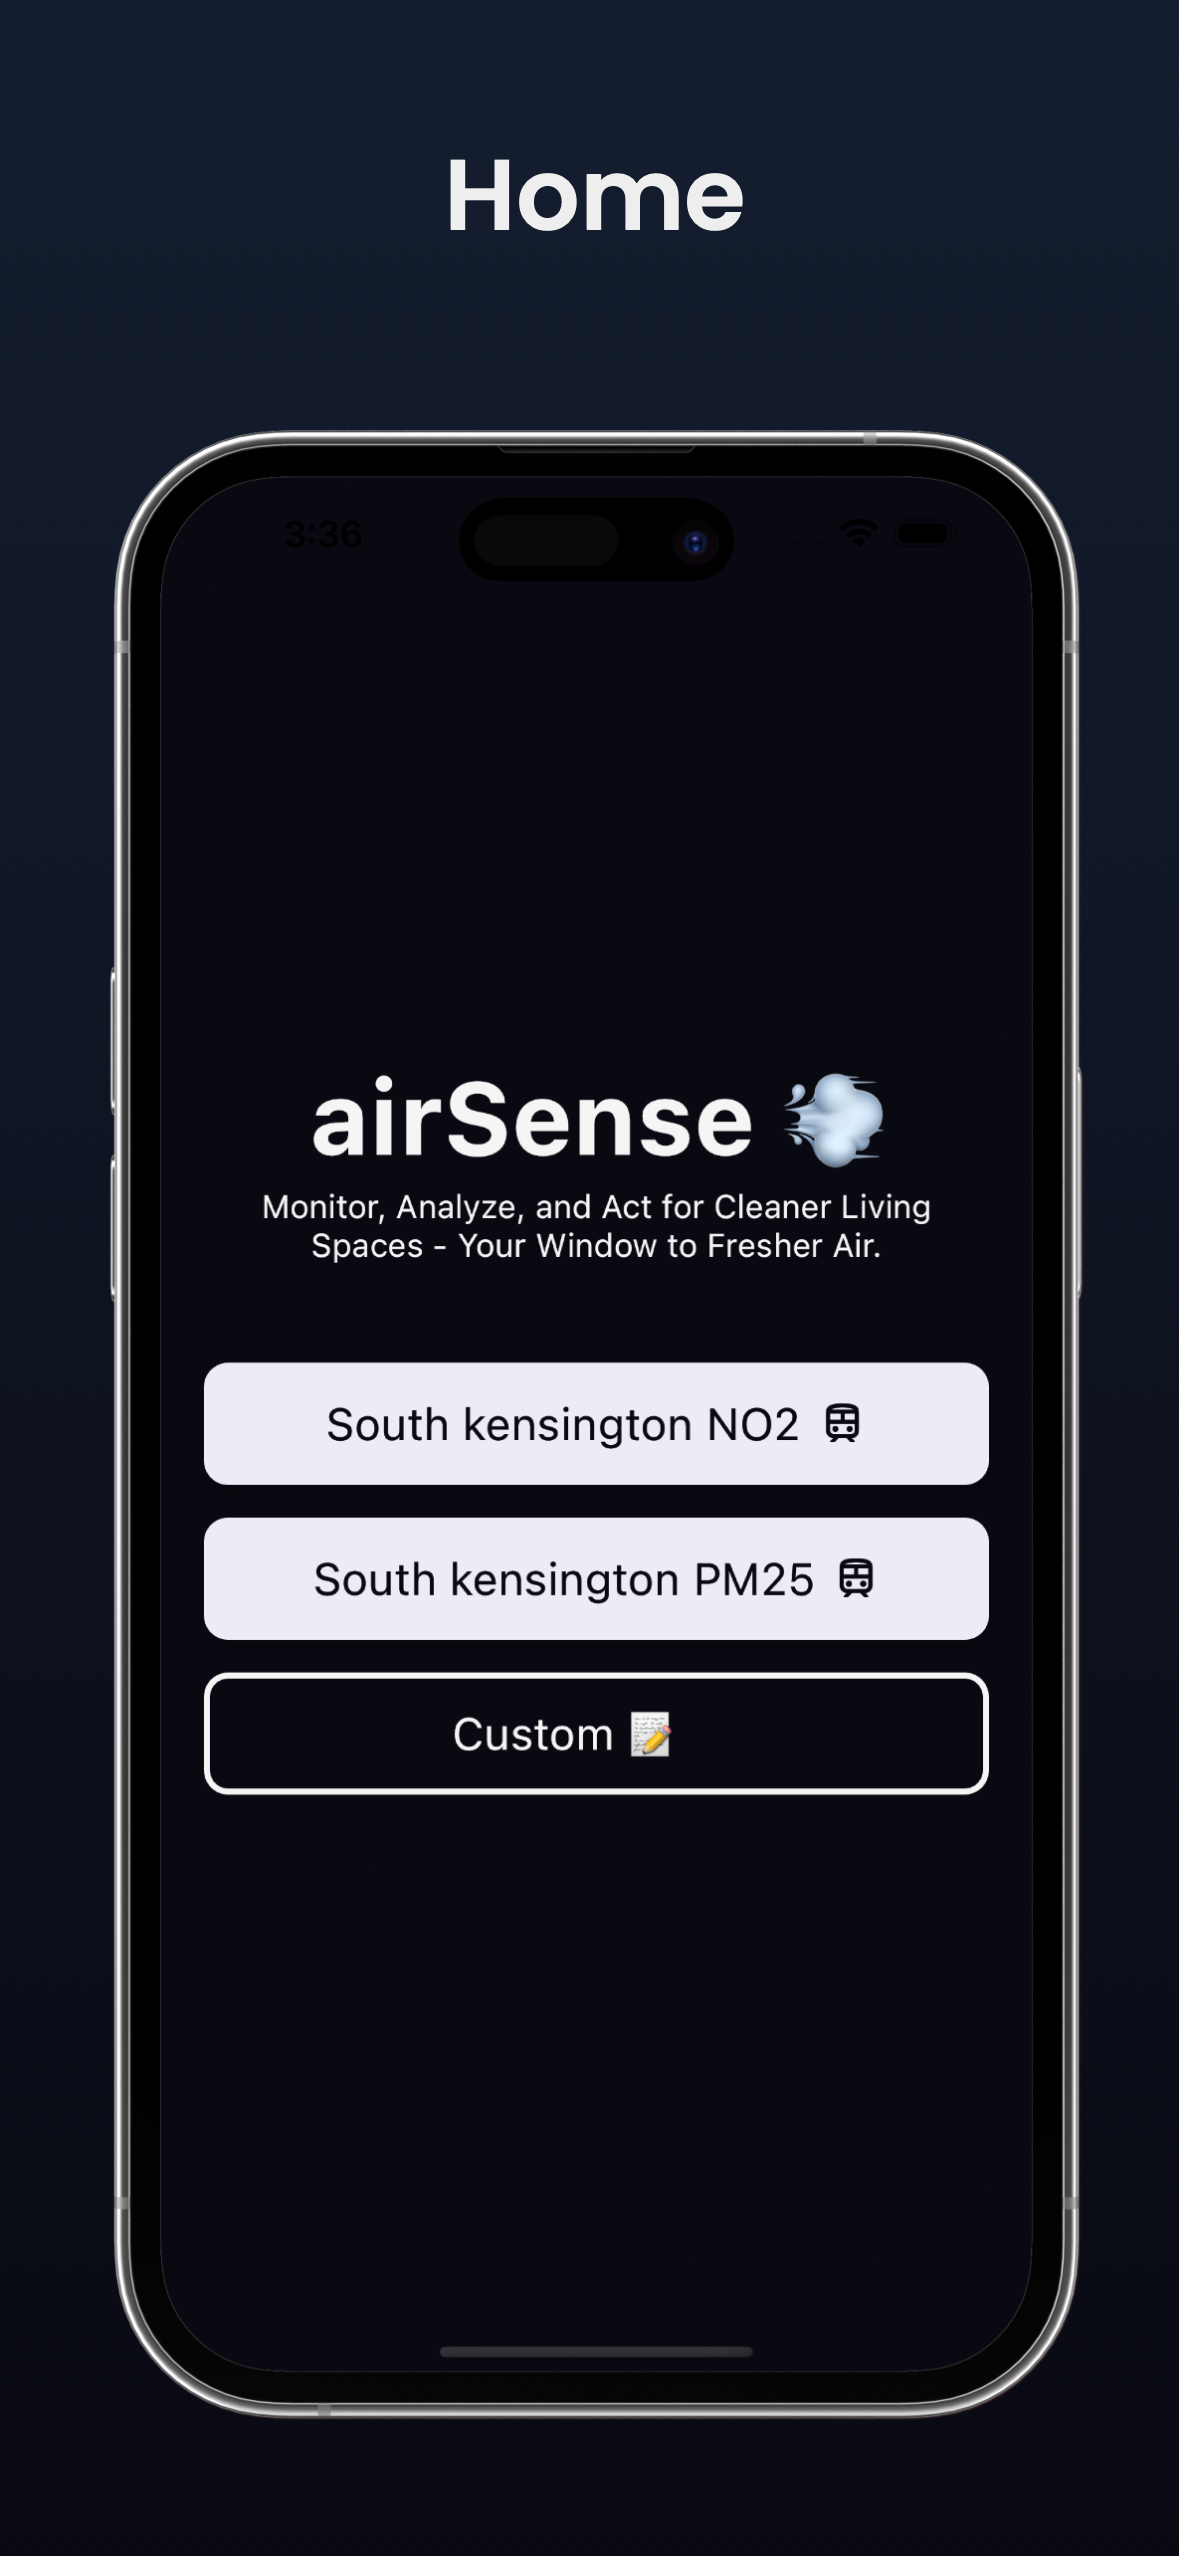 Home
3:36
airSense 💨
Monitor, Analyze, and Act for Cleaner Living
Spaces - Your Window to Fresher Air.
South kensington NO2
South kensington PM25
Custom 📝